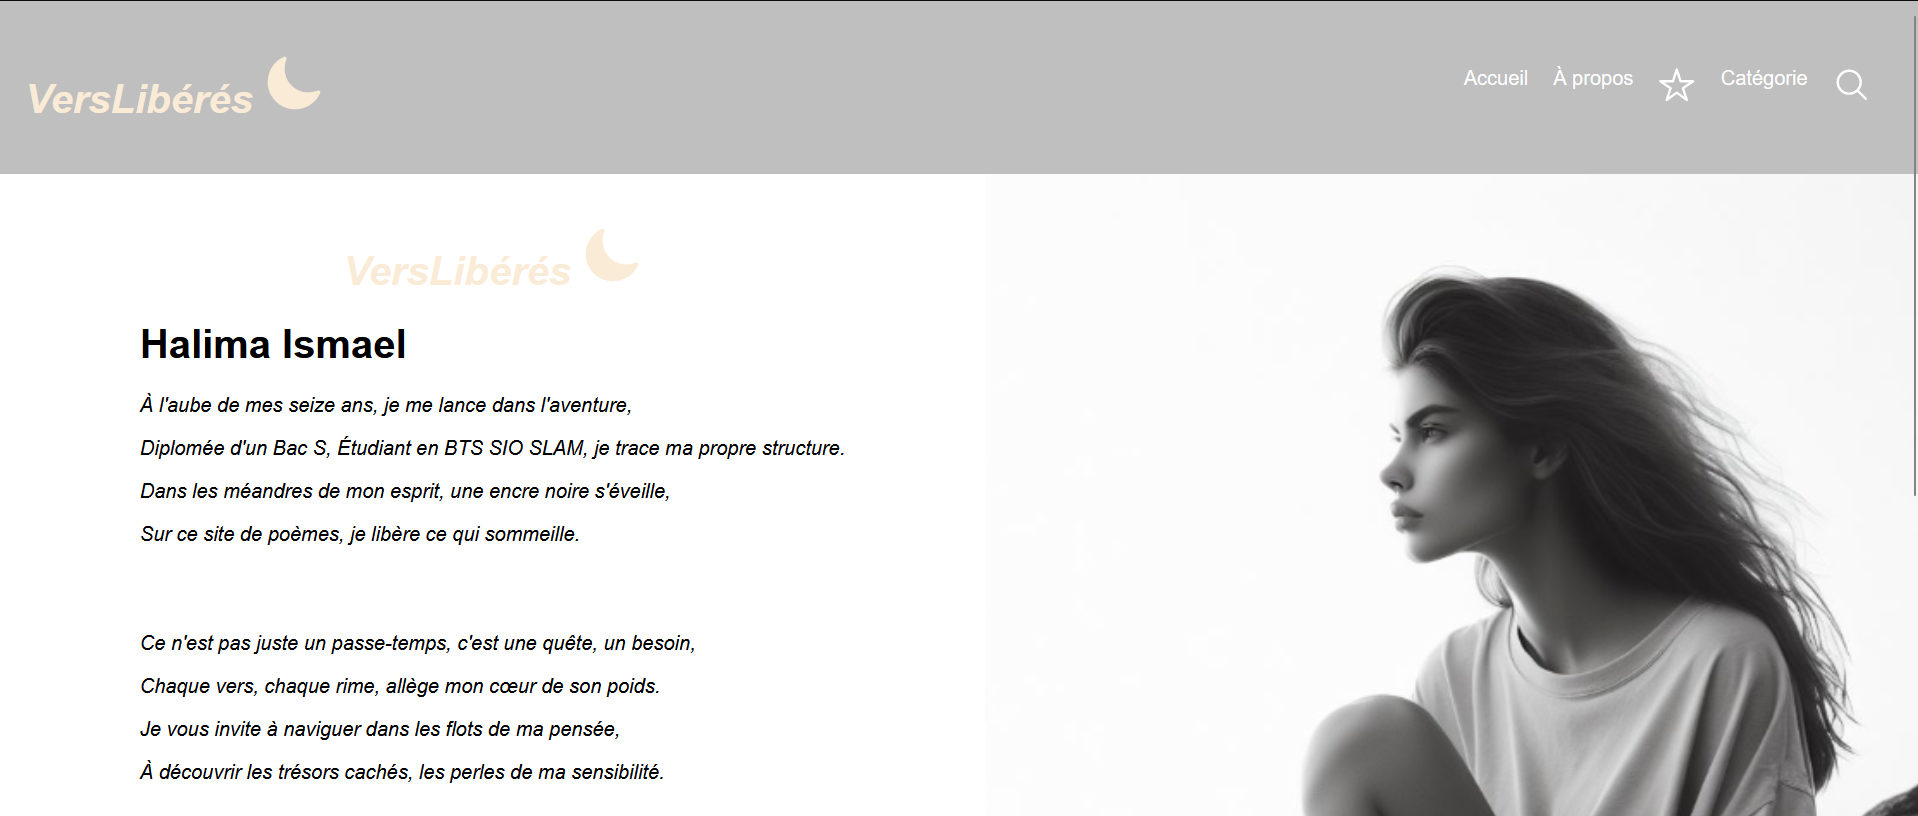 VersLibérés
Accueil À propos Catégorie
VersLibérés
Halima Ismael
À l'aube de mes seize ans, je me lance dans l'aventure,
Diplomée d'un Bac S, Étudiant en BTS SIO SLAM, je trace ma propre structure.
Dans les méandres de mon esprit, une encre noire s'éveille,
Sur ce site de poèmes, je libère ce qui sommeille.
Ce n'est pas juste un passe-temps, c'est une quête, un besoin,
Chaque vers, chaque rime, allège mon cœur de son poids.
Je vous invite à naviguer dans les flots de ma pensée,
À découvrir les trésors cachés, les perles de ma sensibilité.